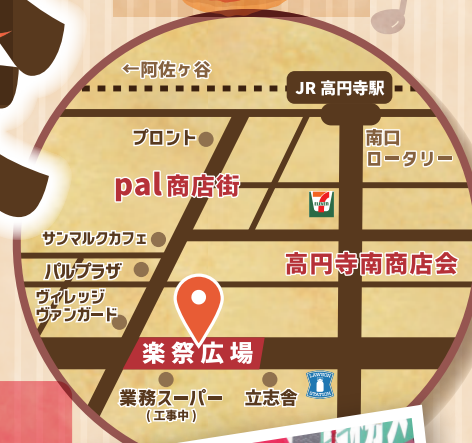 ←阿佐ヶ谷
JR 高円寺駅
プロント
南口
ロータリー
pal商店街
サンマルクカフェ
高円寺南商店会
パルプラザ
ヴィレッジ
ヴァンガード
楽祭広場
業務スーパー
(工事中)
立志舎
LAWSON
STATION